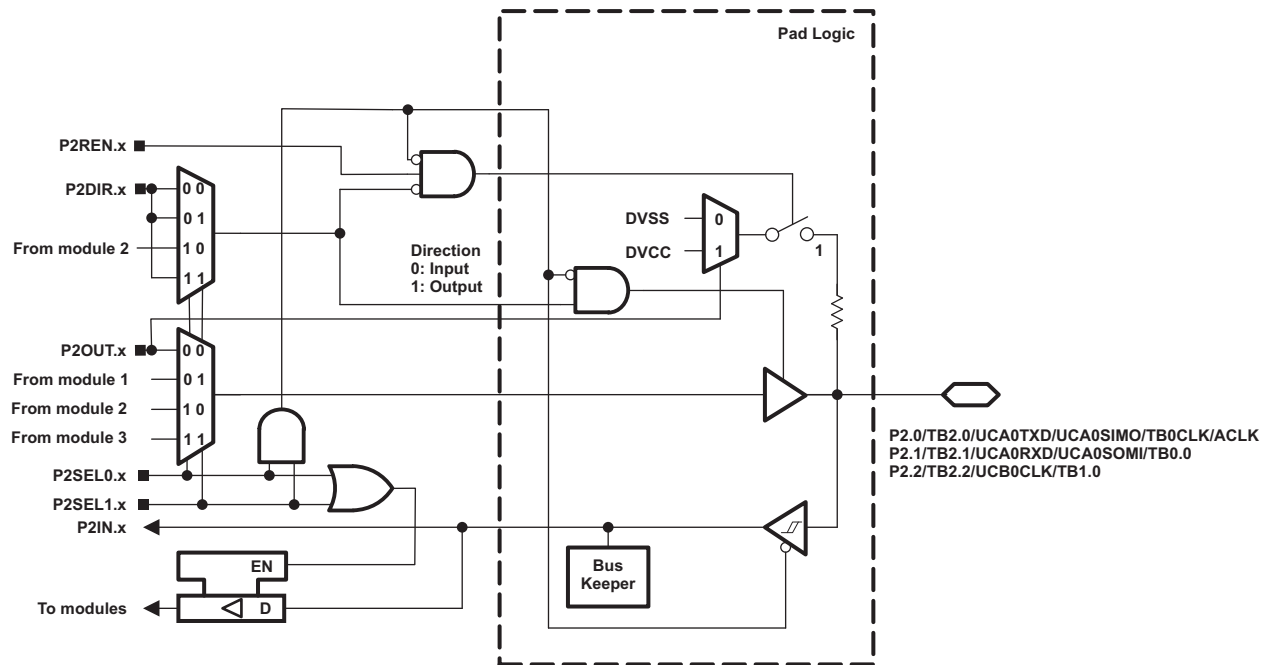 Pad Logic
P2REN.x
P2DIR.x
0 0
0 1
From module 2
1 0
1 1
Direction
0: Input
1: Output
DVSS
0
DVCC
1
1
P2OUT.x
0 0
From module 1
0 1
From module 2
1 0
From module 3
1 1
P2.0/TB2.0/UCA0TXD/UCA0SIMO/TB0CLK/ACLK
P2.1/TB2.1/UCA0RXD/UCA0SOMI/TB0.0
P2.2/TB2.2/UCB0CLK/TB1.0
P2SEL0.x
P2SEL1.x
P2IN.x
EN
Bus
Keeper
To modules
D